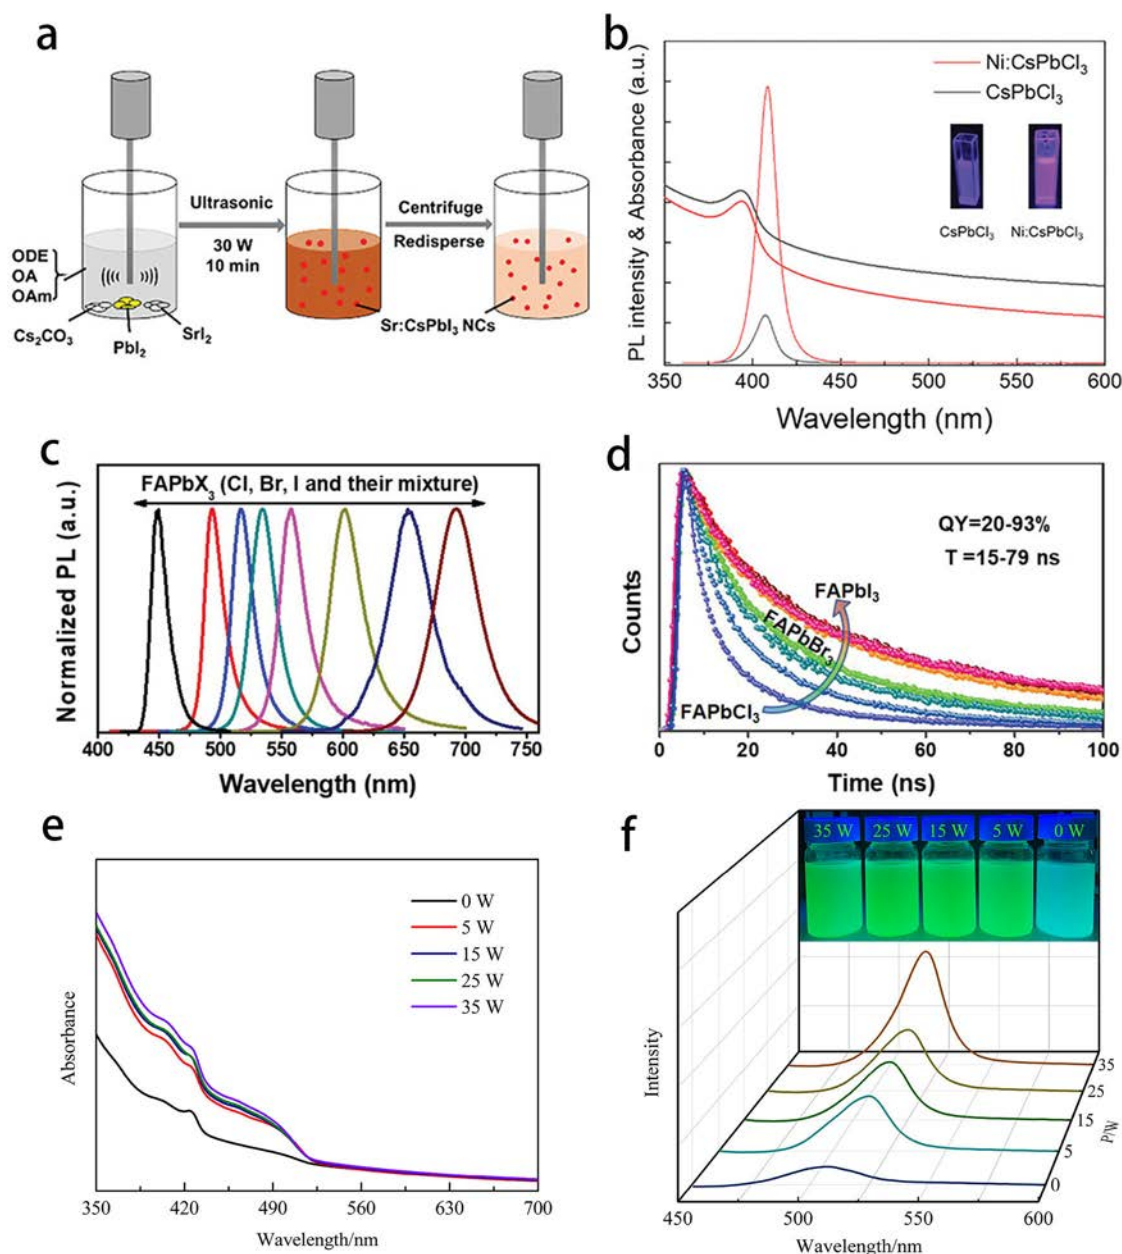 a
Ultrasonic
30 W
10 min
Centrifuge
Redisperse
ODE
OA
OAm
Cs₂CO₃
PbI₂
SrI₂
Sr:CsPbI₃ NCs
b
PL intensity & Absorbance (a.u.)
Ni:CsPbCl₃
CsPbCl₃
CsPbCl₃ Ni:CsPbCl₃
350 400 450 500 550 600
Wavelength (nm)
c
Normalized PL (a.u.)
FAPbX₃ (Cl, Br, I and their mixture)
400 450 500 550 600 650 700 750
Wavelength (nm)
d
Counts
QY=20-93%
T =15-79 ns
FAPbI₃
FAPbBr₃
FAPbCl₃
0 20 40 60 80 100
Time (ns)
e
Absorbance
0 W
5 W
15 W
25 W
35 W
350 420 490 560 630 700
Wavelength/nm
f
35 W 25 W 15 W 5 W 0 W
Intensity
35
25
15
5
0
P/W
450 500 550 600
Wavelength/nm